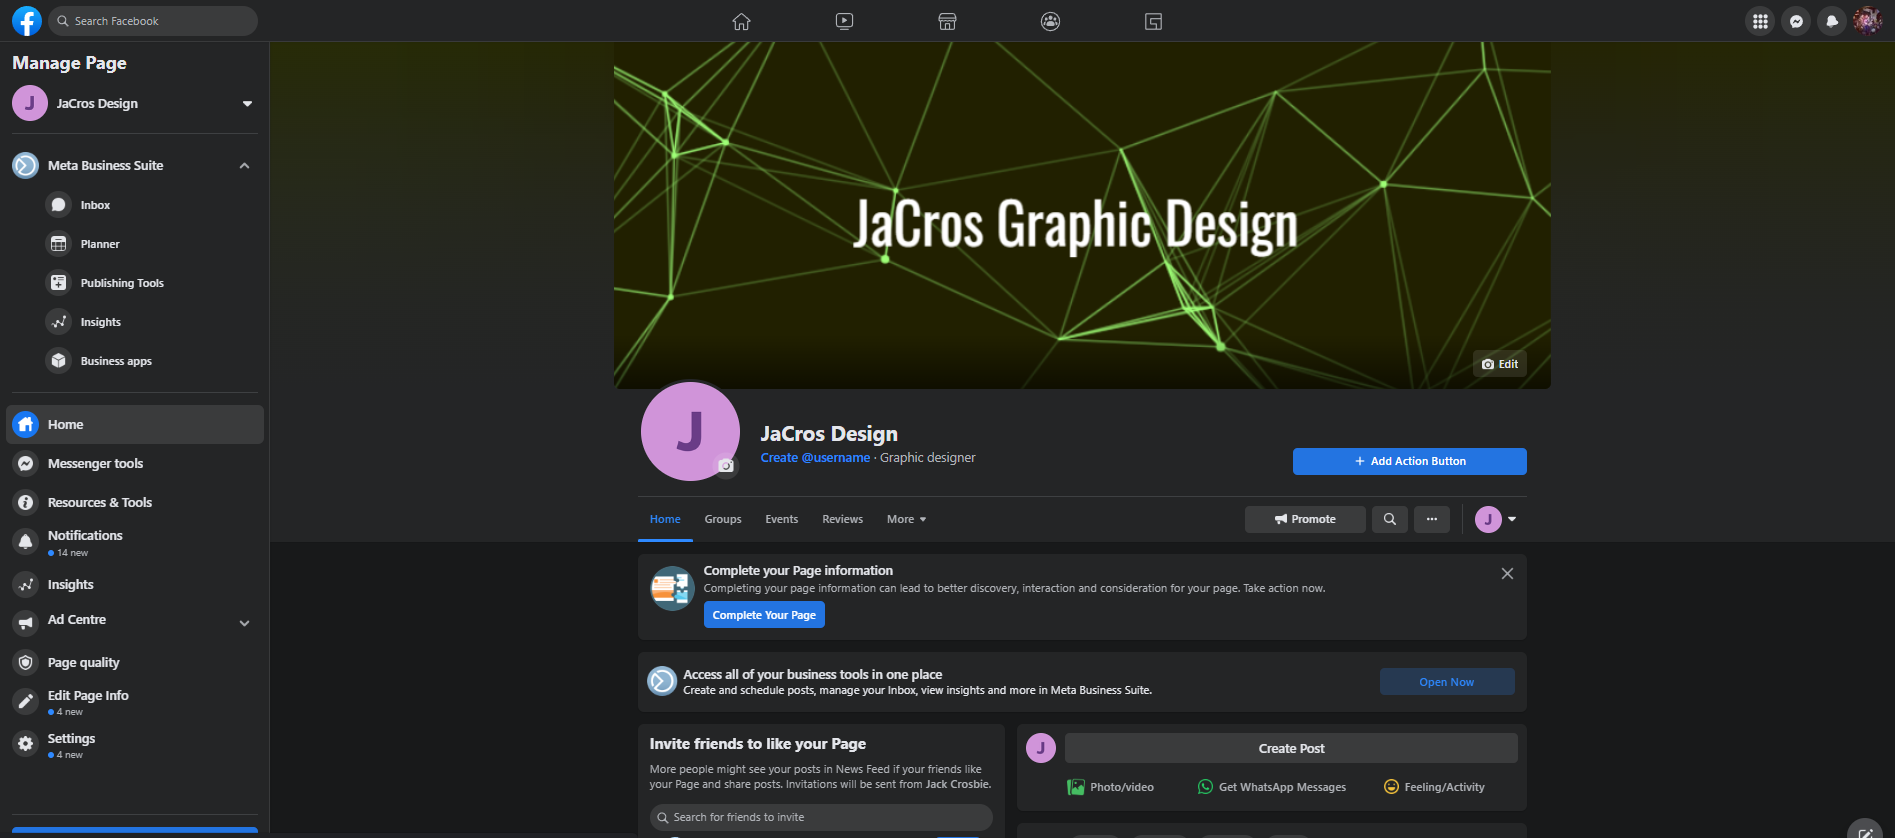 Search Facebook
Manage Page
J
JaCros Design
Meta Business Suite
Inbox
Planner
Publishing Tools
Insights
Business apps
Home
Messenger tools
Resources & Tools
Notifications
14 new
Insights
Ad Centre
Page quality
Edit Page Info
4 new
Settings
4 new
JaCros Graphic Design
Edit
J
JaCros Design
Create @username · Graphic designer
+ Add Action Button
Home Groups Events Reviews More
Promote
J
Complete your Page information
Completing your page information can lead to better discovery, interaction and consideration for your page. Take action now.
Complete Your Page
Access all of your business tools in one place
Create and schedule posts, manage your Inbox, view insights and more in Meta Business Suite.
Open Now
Invite friends to like your Page
More people might see your posts in News Feed if your friends like
your Page and share posts. Invitations will be sent from Jack Crosbie.
Search for friends to invite
J
Create Post
Photo/video Get WhatsApp Messages Feeling/Activity